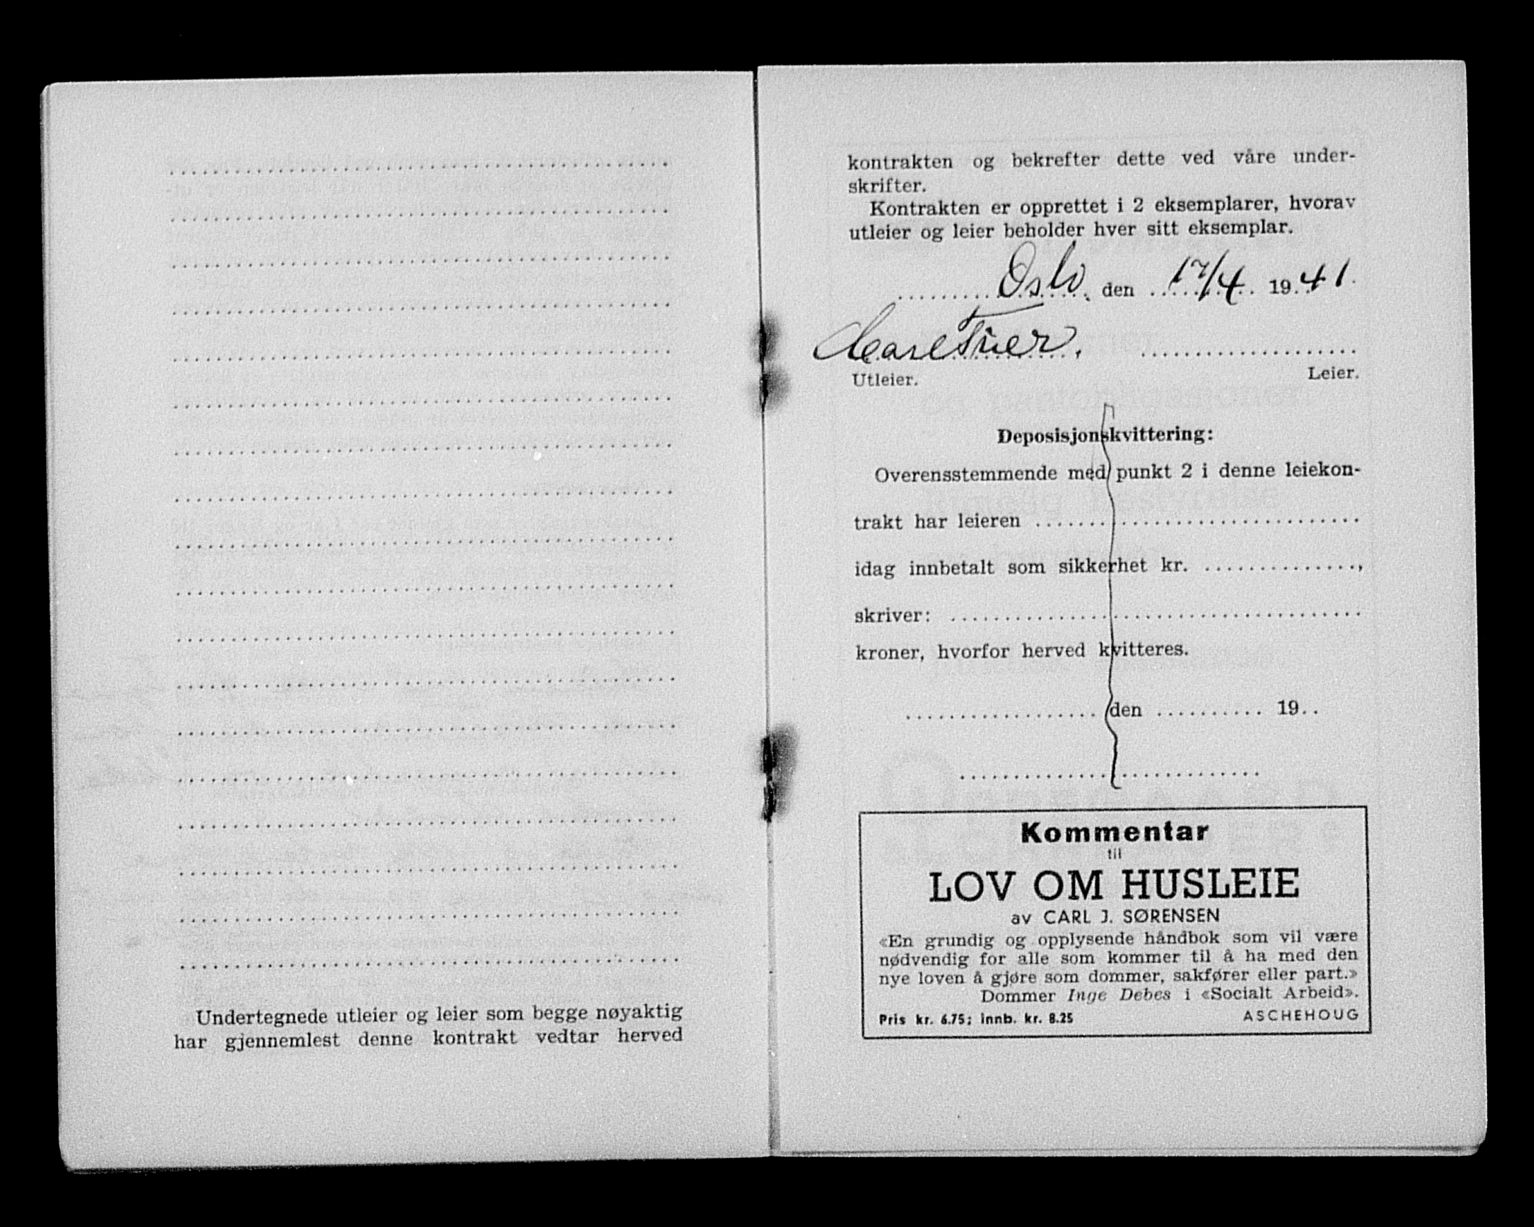 Undertegnede utleier og leier som begge nøyaktig
har gjennemlest denne kontrakt vedtar herved
kontrakten og bekrefter dette ved våre under-
skrifter.
Kontrakten er opprettet i 2 eksemplarer, hvorav
utleier og leier beholder hver sitt eksemplar.
Oslo, den 17/4 1941.
Utleier. Leier.
Deposisjonskvittering:
Overensstemmende med punkt 2 i denne leiekon-
trakt har leieren
idag innbetalt som sikkerhet kr. ,
skriver:
kroner, hvorfor herved kvitteres.
den 19
Kommentar
til
LOV OM HUSLEIE
av CARL J. SØRENSEN
«En grundig og opplysende håndbok som vil være
nødvendig for alle som kommer til å ha med den
nye loven å gjøre som dommer, sakfører eller part.»
Dommer Inge Debes i «Socialt Arbeid».
Pris kr. 6.75; innb. kr. 8.25 ASCHEHOUG